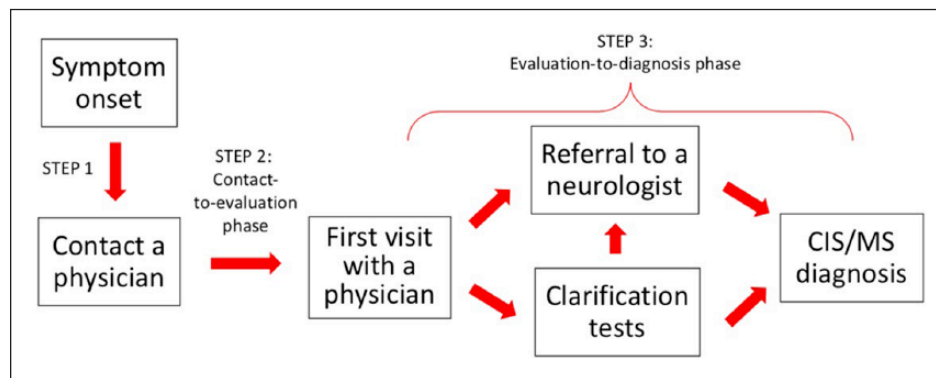 Symptom
onset
STEP 1
Contact a
physician
STEP 2:
Contact-
to-evaluation
phase
First visit
with a
physician
STEP 3:
Evaluation-to-diagnosis phase
Referral to a
neurologist
Clarification
tests
CIS/MS
diagnosis